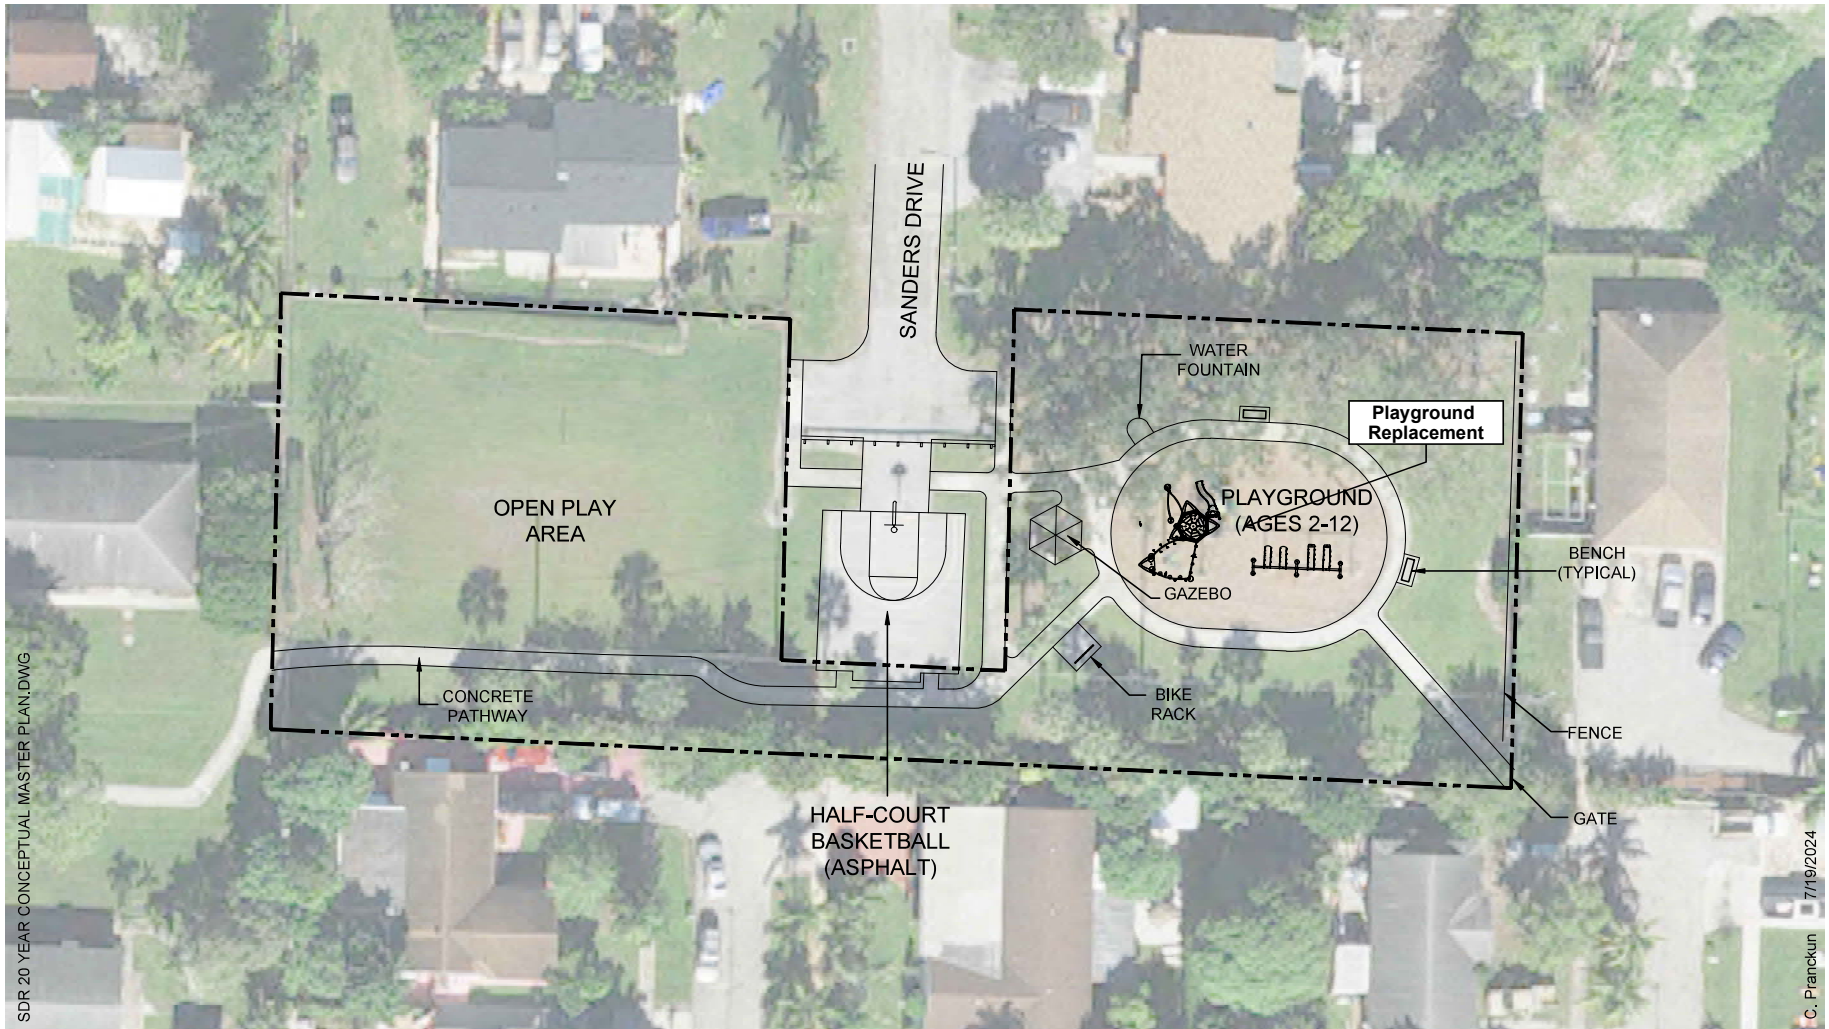 SANDERS DRIVE
WATER
FOUNTAIN
Playground
Replacement
OPEN PLAY
AREA
PLAYGROUND
(AGES 2-12)
BENCH
(TYPICAL)
GAZEBO
CONCRETE
PATHWAY
BIKE
RACK
FENCE
HALF-COURT
BASKETBALL
(ASPHALT)
GATE
SDR 20 YEAR CONCEPTUAL MASTER PLAN.DWG
C. Pranckun 7/19/2024